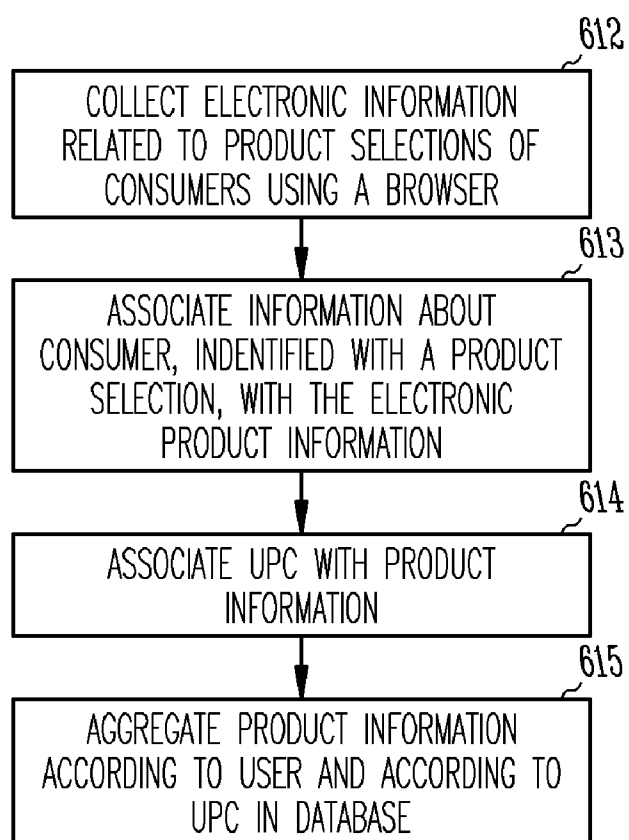 612
COLLECT ELECTRONIC INFORMATION
RELATED TO PRODUCT SELECTIONS OF
CONSUMERS USING A BROWSER
613
ASSOCIATE INFORMATION ABOUT
CONSUMER, INDENTIFIED WITH A PRODUCT
SELECTION, WITH THE ELECTRONIC
PRODUCT INFORMATION
614
ASSOCIATE UPC WITH PRODUCT
INFORMATION
615
AGGREGATE PRODUCT INFORMATION
ACCORDING TO USER AND ACCORDING TO
UPC IN DATABASE